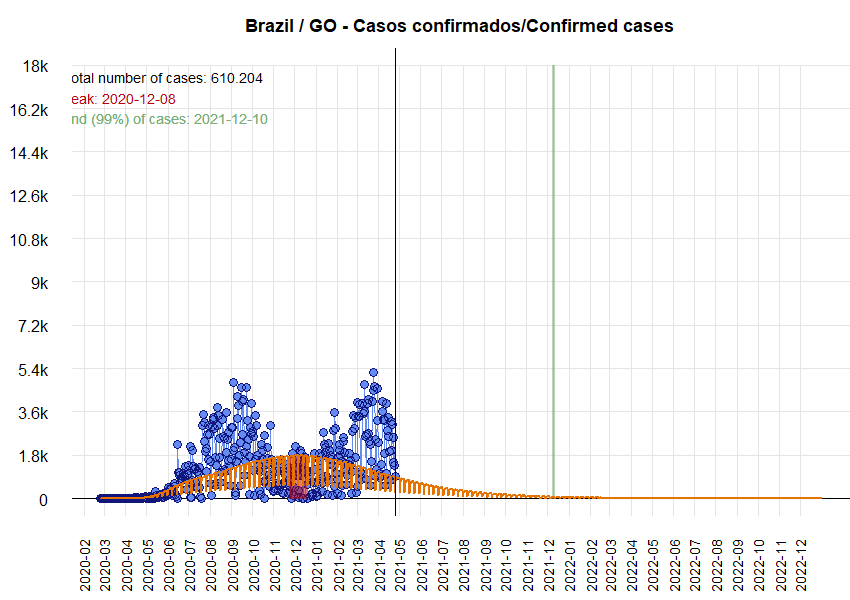 Brazil / GO - Casos confirmados/Confirmed cases
18k
16.2k
14.4k
12.6k
10.8k
9k
7.2k
5.4k
3.6k
1.8k
0
otal number of cases: 610.204
eak: 2020-12-08
nd (99%) of cases: 2021-12-10
2020-02
2020-03
2020-04
2020-05
2020-06
2020-07
2020-08
2020-09
2020-10
2020-11
2020-12
2021-01
2021-02
2021-03
2021-04
2021-05
2021-06
2021-07
2021-08
2021-09
2021-10
2021-11
2021-12
2022-01
2022-02
2022-03
2022-04
2022-05
2022-06
2022-07
2022-08
2022-09
2022-10
2022-11
2022-12